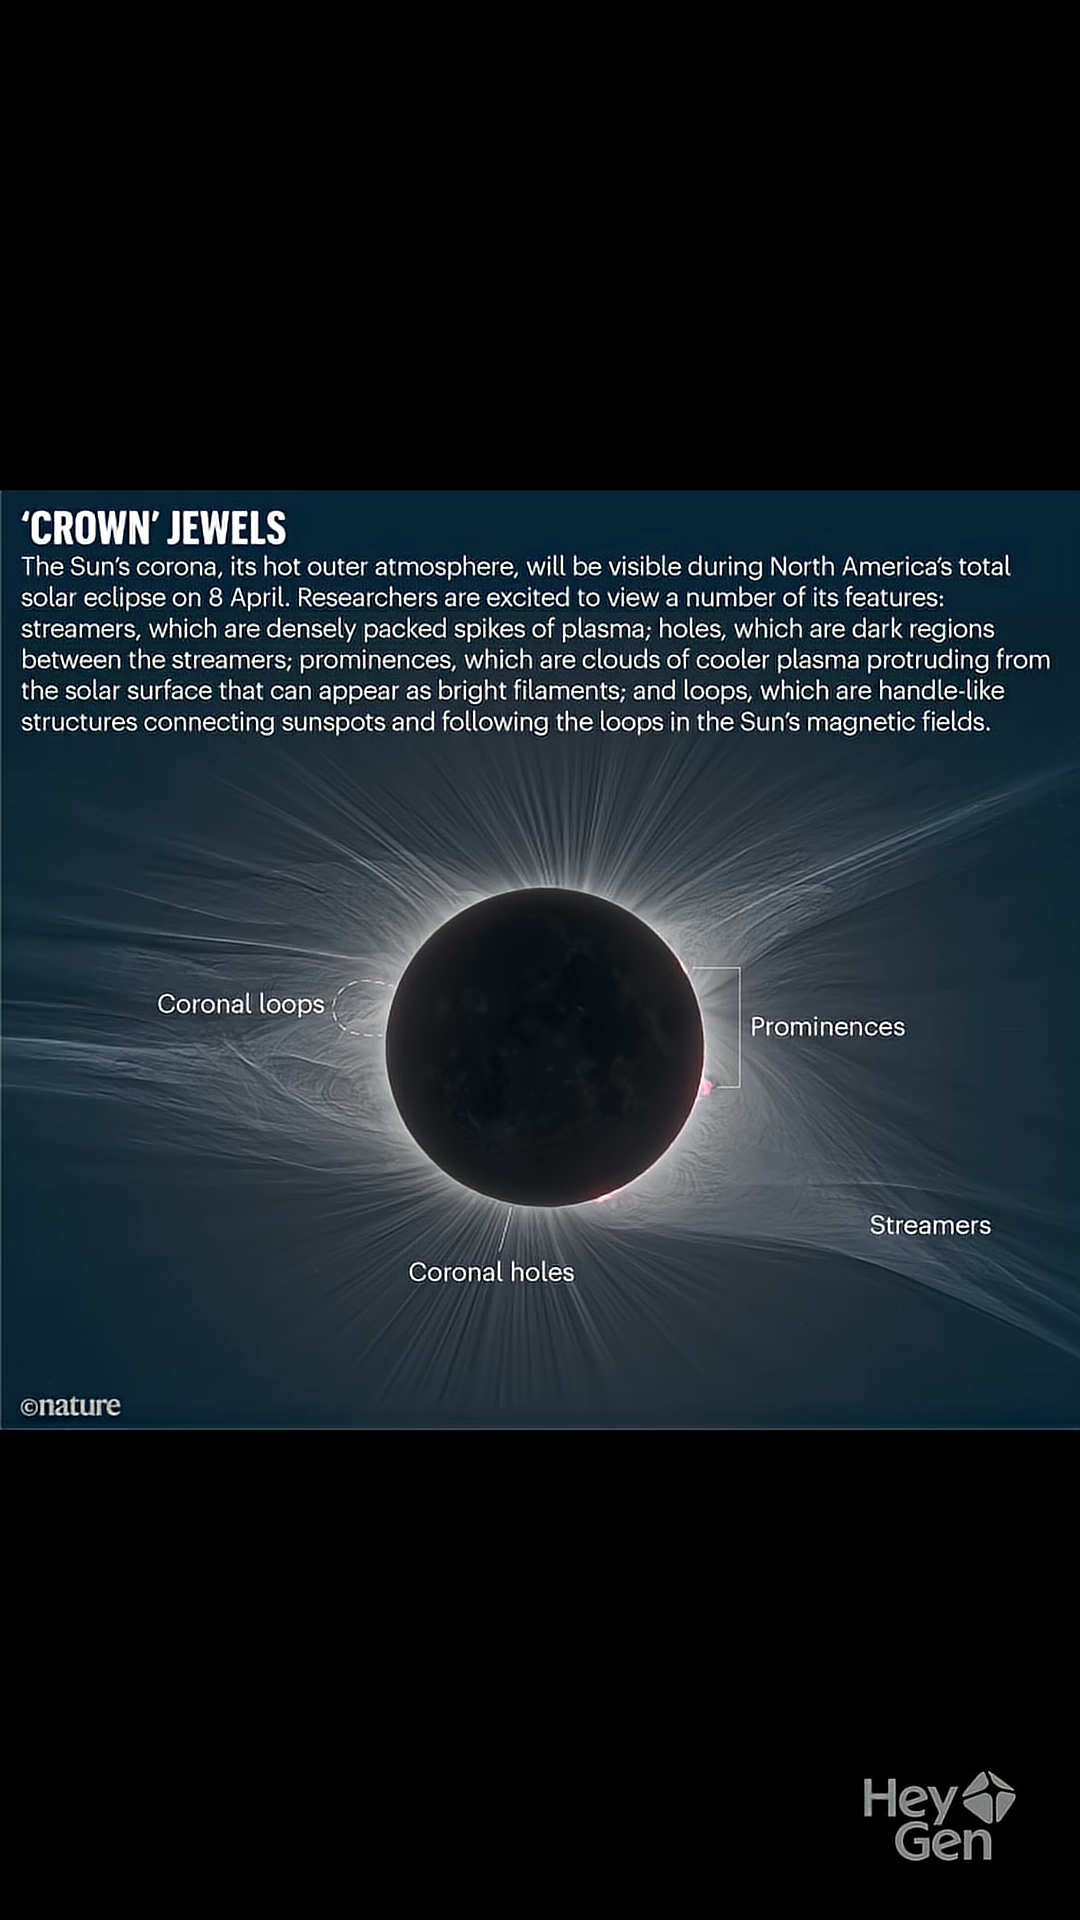 ‘CROWN’ JEWELS
The Sun’s corona, its hot outer atmosphere, will be visible during North America’s total
solar eclipse on 8 April. Researchers are excited to view a number of its features:
streamers, which are densely packed spikes of plasma; holes, which are dark regions
between the streamers; prominences, which are clouds of cooler plasma protruding from
the solar surface that can appear as bright filaments; and loops, which are handle-like
structures connecting sunspots and following the loops in the Sun’s magnetic fields.
Coronal loops
Prominences
Streamers
Coronal holes
©nature
Hey
Gen